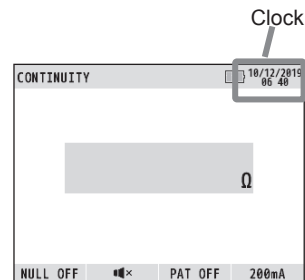 Clock
CONTINUITY 10/12/2019
06 40
Ω
NULL OFF × PAT OFF 200mA